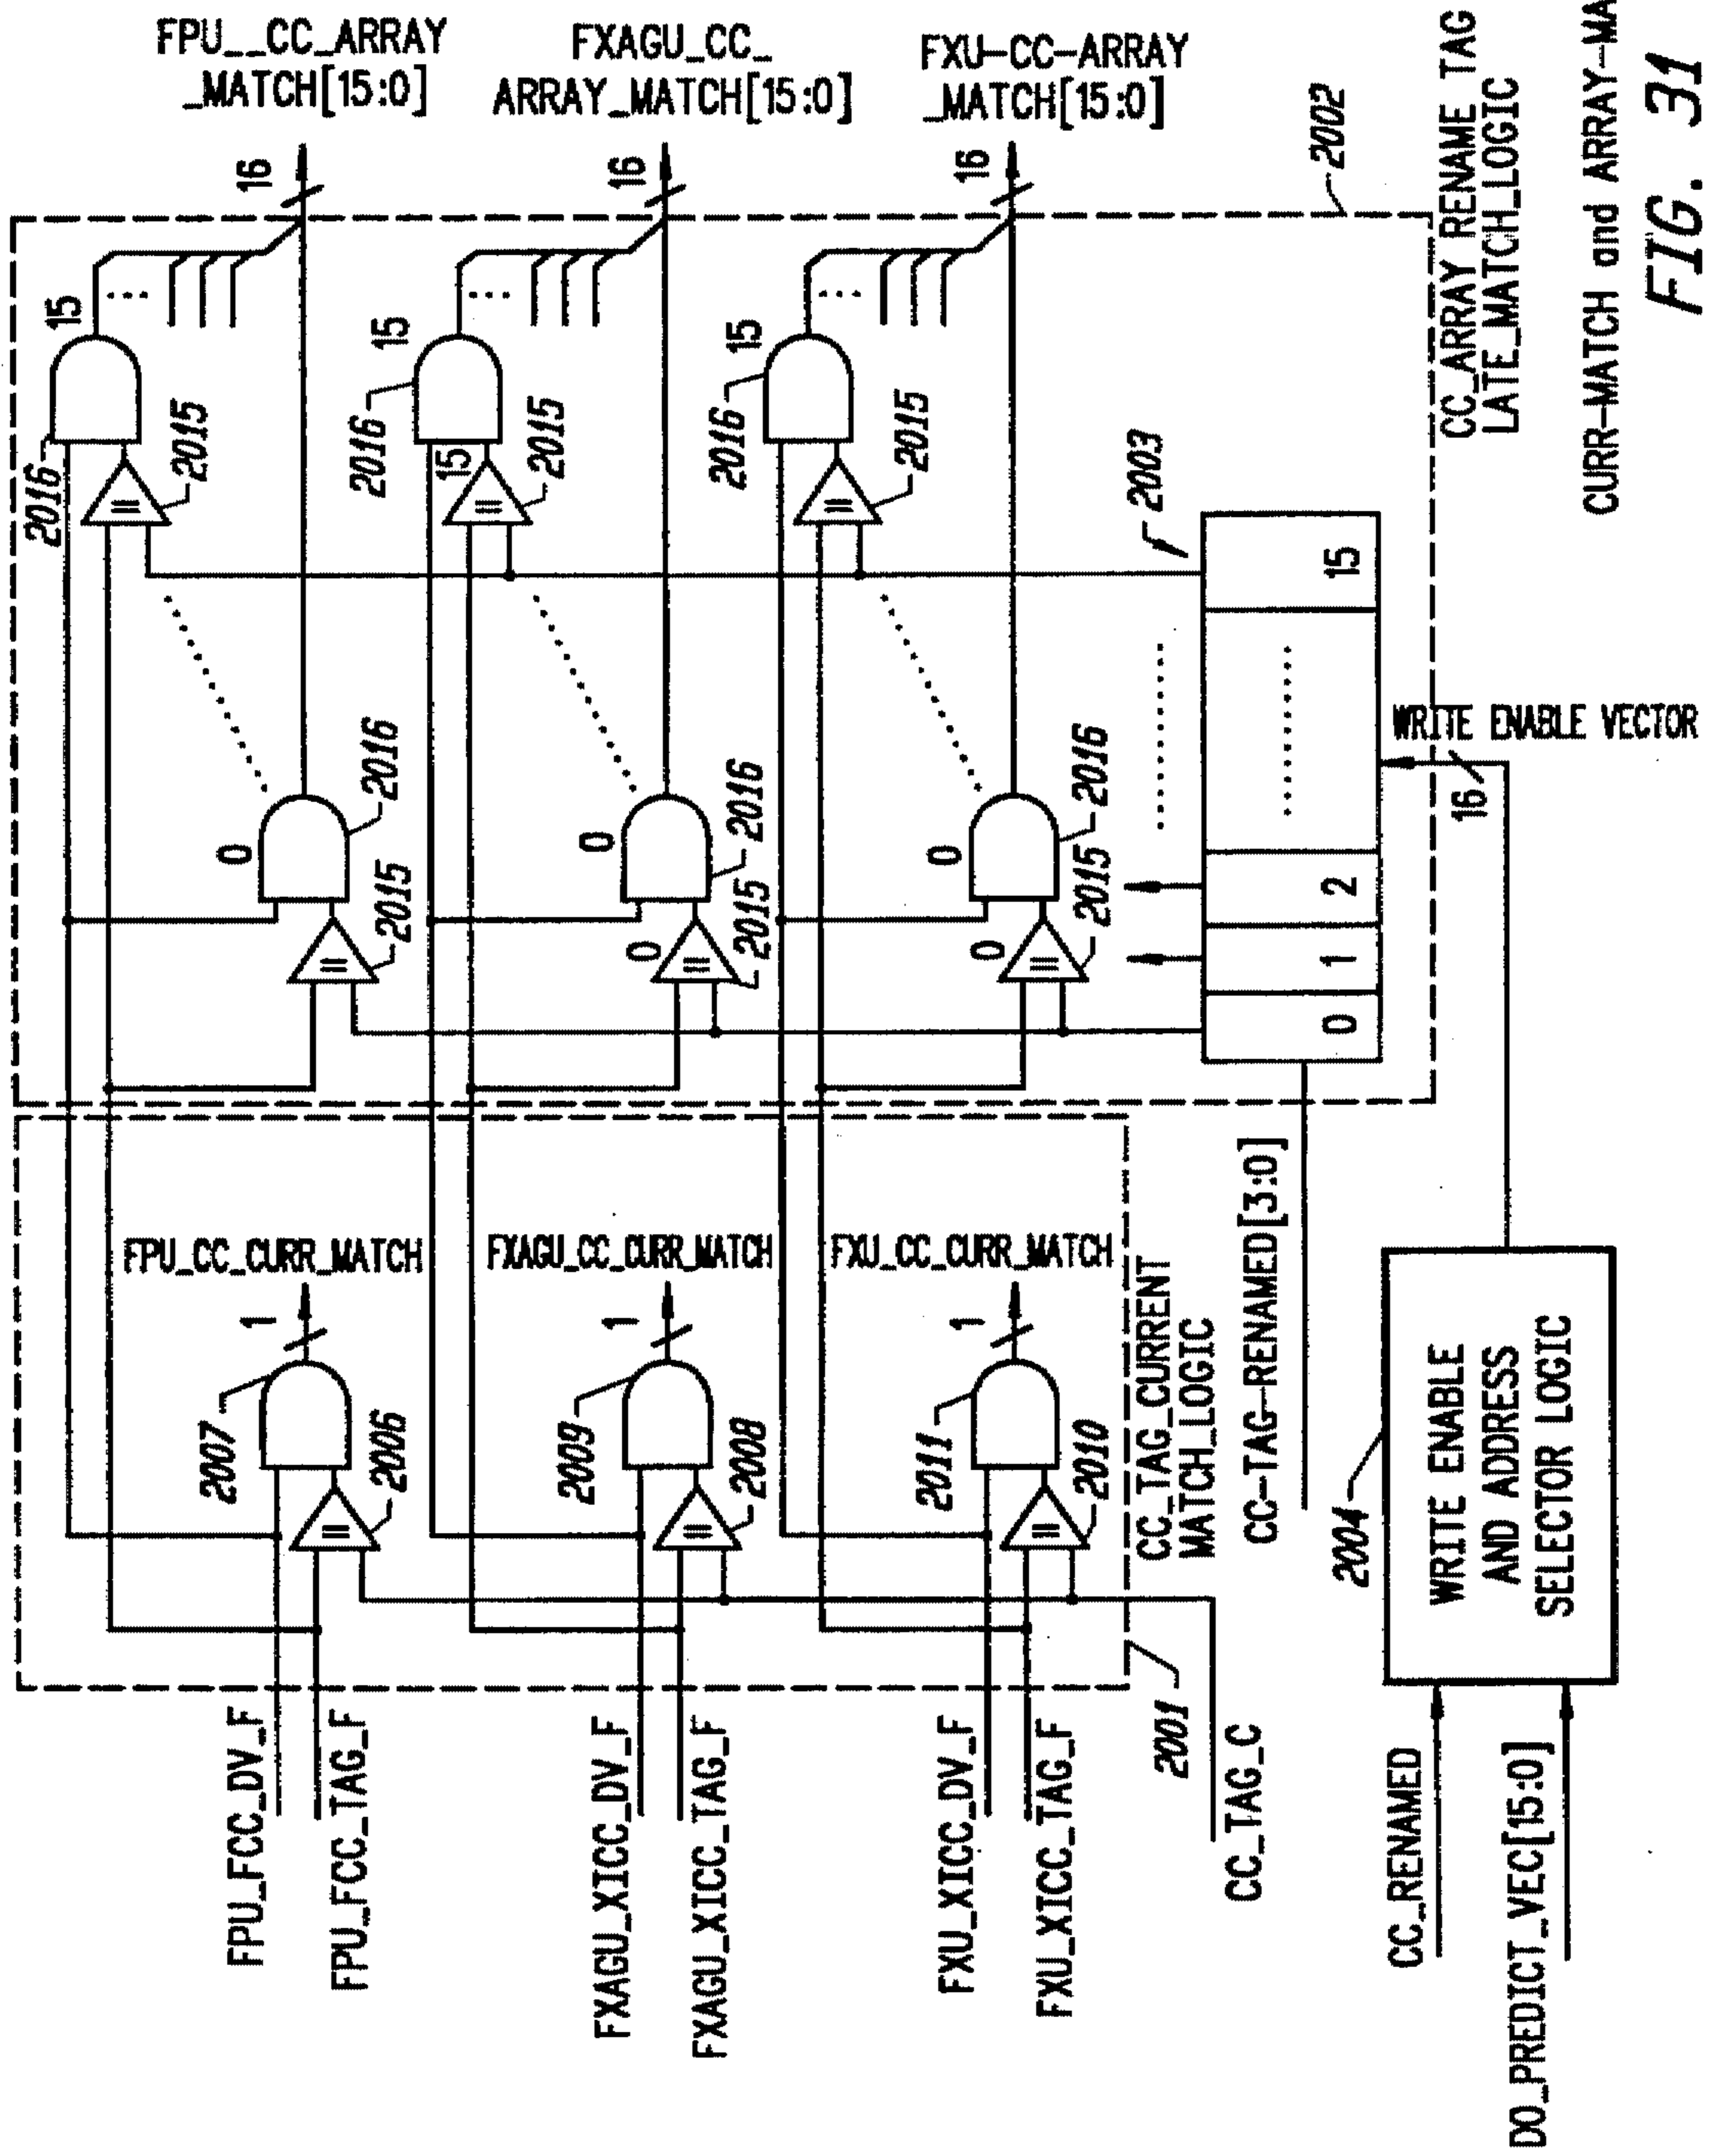 FPU__CC_ARRAY
_MATCH[15:0]
FXAGU_CC_
ARRAY_MATCH[15:0]
FXU-CC-ARRAY
_MATCH[15:0]
16
16
16
2002
15
15
15
2016
2015
2016
15
2015
2016
2015
2003
CC_ARRAY RENAME TAG
LATE_MATCH_LOGIC
CURR-MATCH and ARRAY-MA
FIG. 31
0
2016
2015
0
2016
0
2015
0
2016
0
2015
0
1
2
15
WRITE ENABLE VECTOR
16
FPU_CC_CURR_MATCH
FXAGU_CC_CURR_MATCH
FXU_CC_CURR_MATCH
1
1
1
2007
2006
2009
2008
2011
2010
CC_TAG_CURRENT
MATCH_LOGIC
CC-TAG-RENAMED[3:0]
2004
WRITE ENABLE
AND ADDRESS
SELECTOR LOGIC
FPU_FCC_DV_F
FPU_FCC_TAG_F
FXAGU_XICC_DV_F
FXAGU_XICC_TAG_F
FXU_XICC_DV_F
FXU_XICC_TAG_F
2001
CC_TAG_C
CC_RENAMED
DO_PREDICT_VEC[15:0]